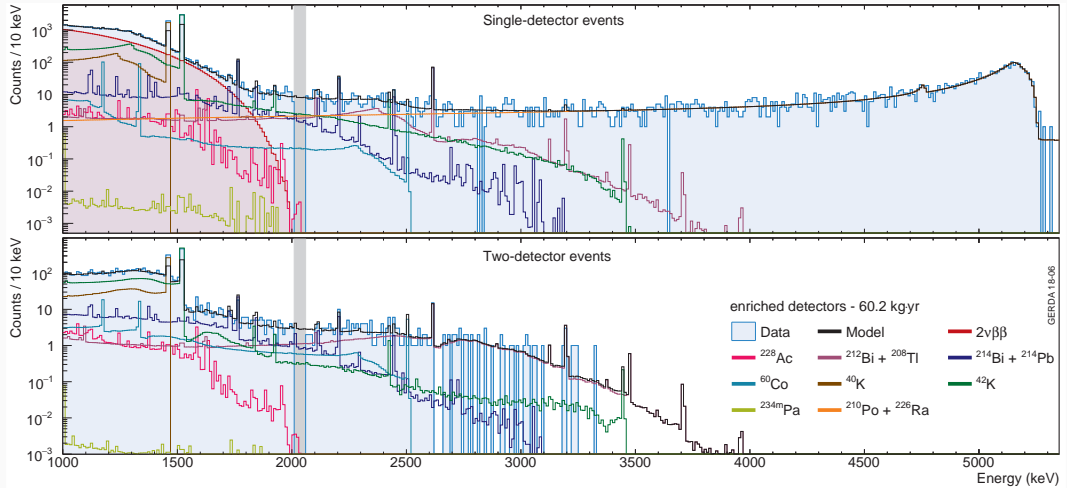 Single-detector events
Counts / 10 keV
10³
10²
10
1
10⁻¹
10⁻²
10⁻³
Two-detector events
Counts / 10 keV
10²
10
1
10⁻¹
10⁻²
10⁻³
enriched detectors - 60.2 kg·yr
Data Model 2νββ
²²⁸Ac ²¹²Bi + ²⁰⁸Tl ²¹⁴Bi + ²¹⁴Pb
⁶⁰Co ⁴⁰K ⁴²K
²³⁴ᵐPa ²¹⁰Po + ²²⁶Ra
GERDA 18-06
1000 1500 2000 2500 3000 3500 4000 4500 5000
Energy (keV)